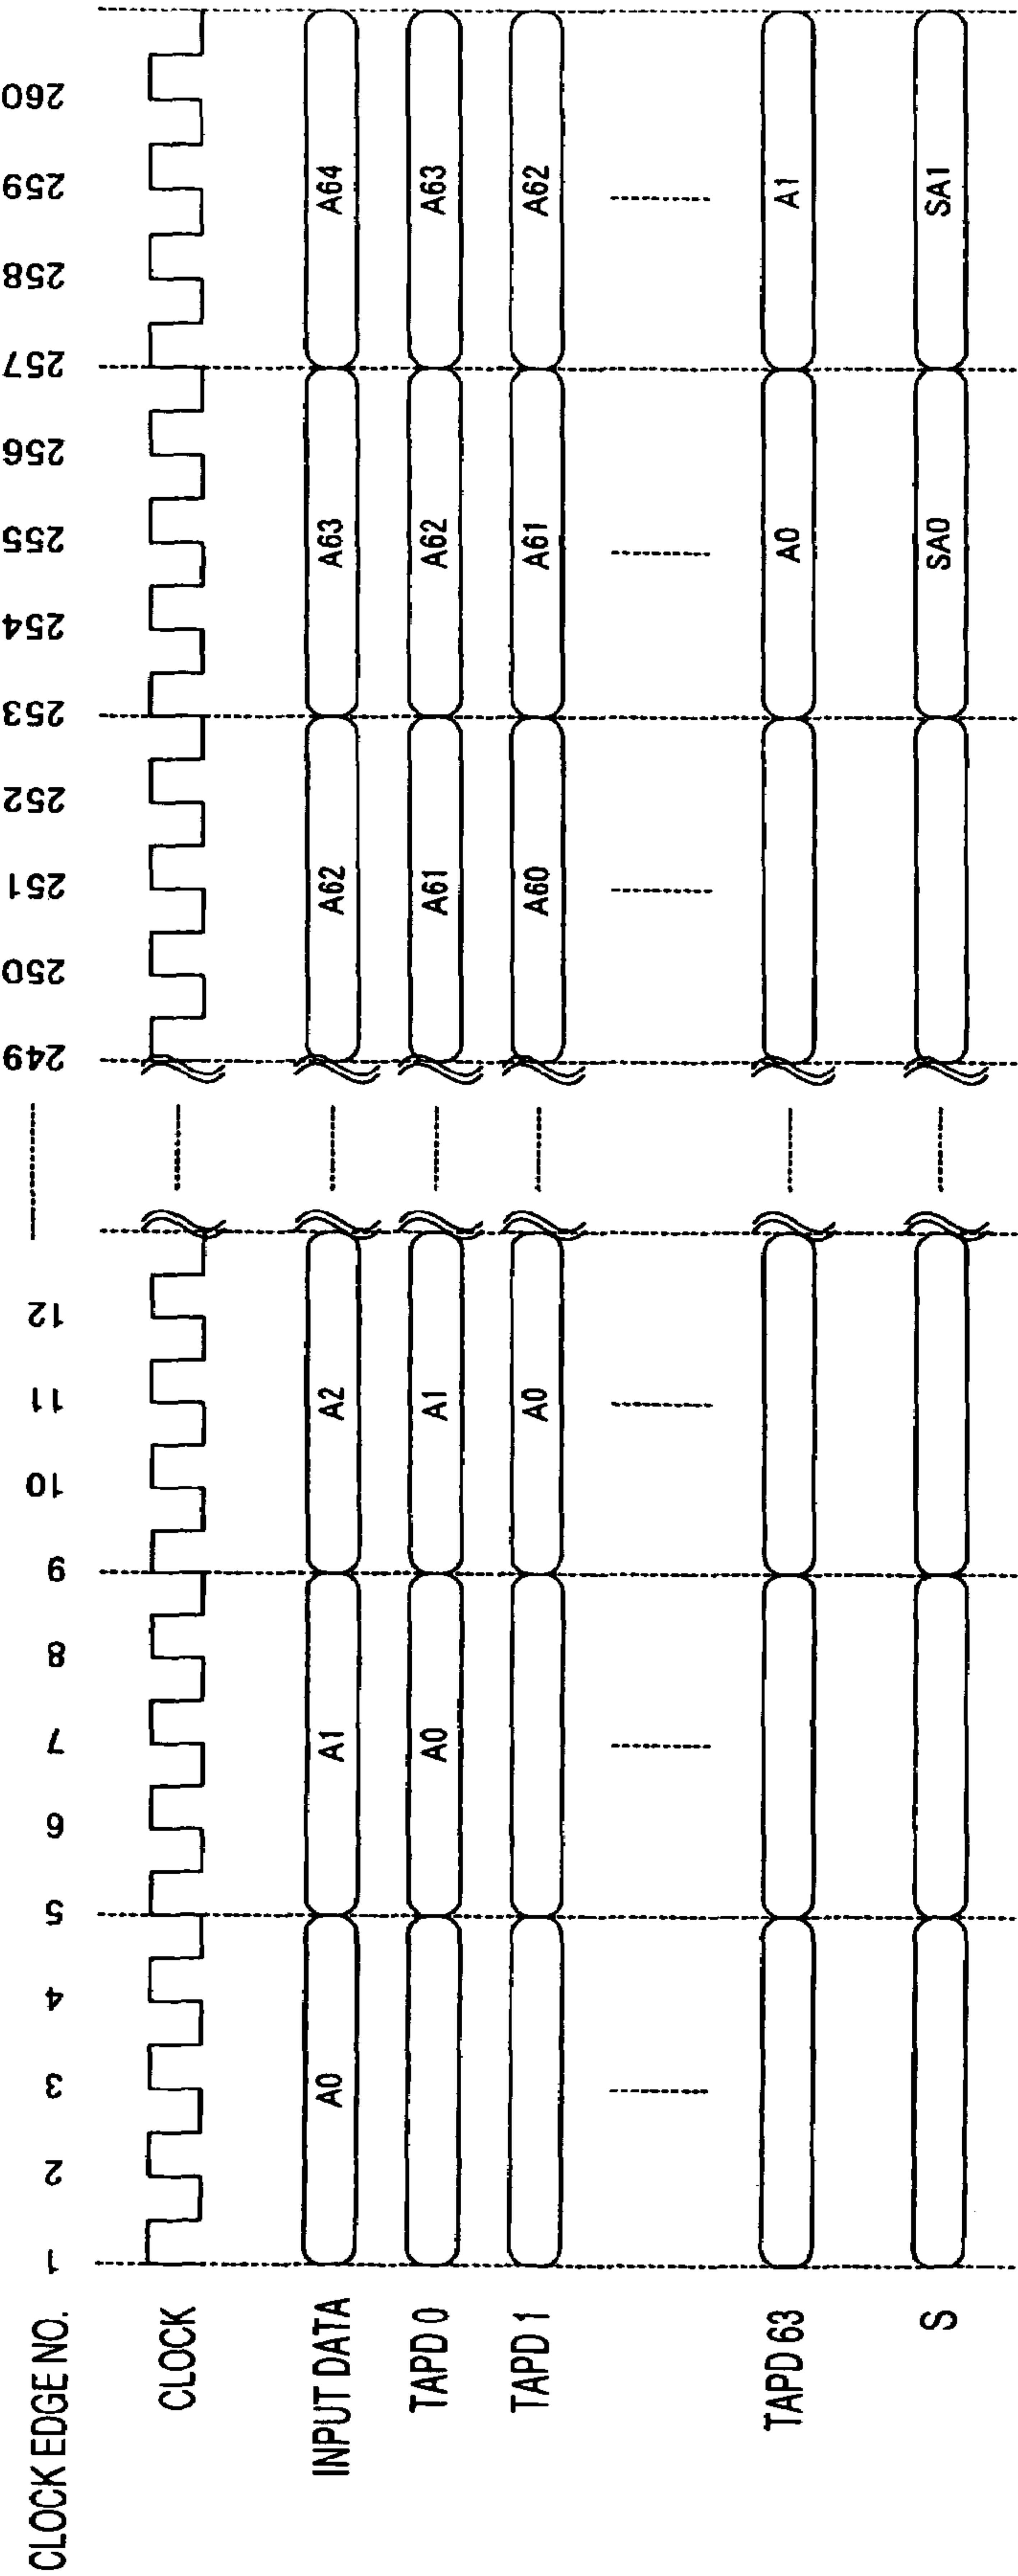 CLOCK EDGE NO. 1 2 3 4 5 6 7 8 9 10 11 12 249 250 251 252 253 254 255 256 257 258 259 260
CLOCK
INPUT DATA A0 A1 A2 A62 A63 A64
TAPD 0 A0 A1 A61 A62 A63
TAPD 1 A0 A60 A61 A62
TAPD 63 A0 A1
S SA0 SA1